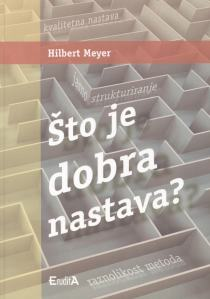 kvalitetna nastava
Hilbert Meyer
jasno strukturiranje
Što je
dobra
nastava?
raznolikost metoda
EruditA